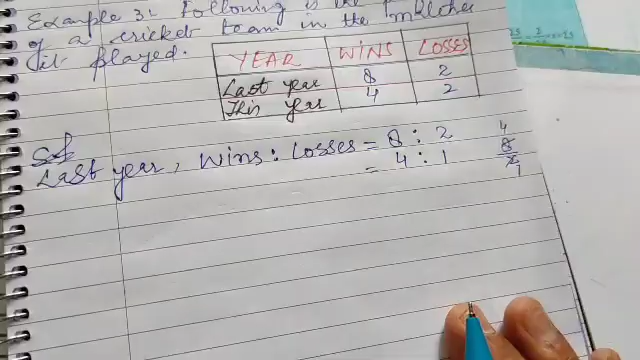 Example 3:- Following is the
of a cricket team in the matches
it played.
YEAR WINS LOSSES
Last year 8 2
This year 4 2
Sol
Last year, Wins : Losses = 8 : 2
= 4 : 1
4
8
2
1